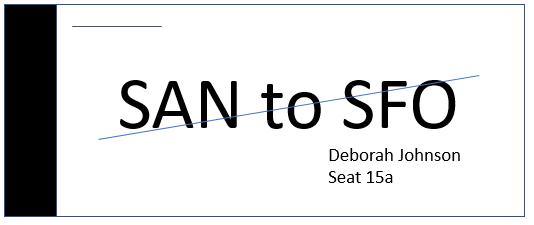 SAN to SFO
Deborah Johnson
Seat 15a